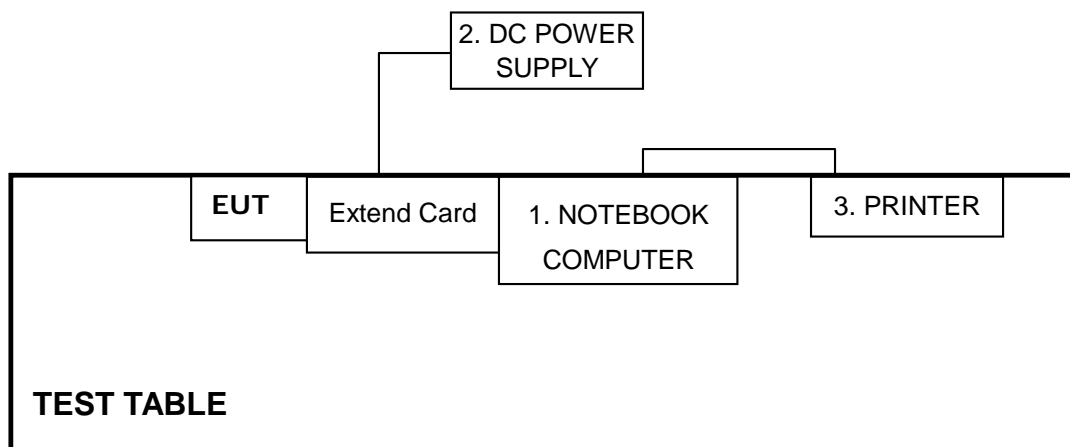 2. DC POWER
SUPPLY
EUT
Extend Card
1. NOTEBOOK
COMPUTER
3. PRINTER
TEST TABLE